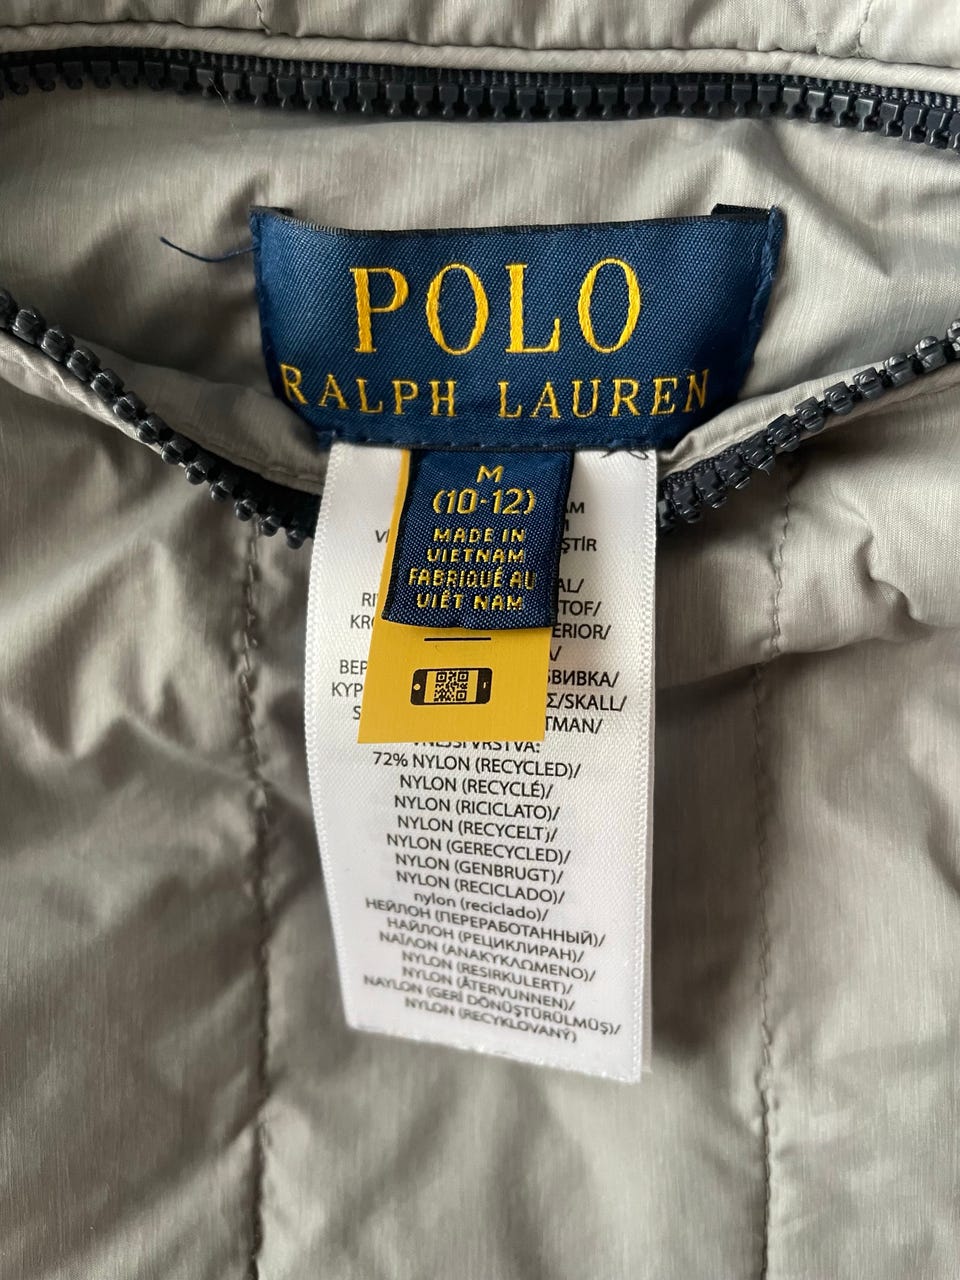 POLO
RALPH LAUREN
M
(10-12)
MADE IN
VIETNAM
FABRIQUÉ AU
VIÊT NAM
72% NYLON (RECYCLED)/
NYLON (RECYCLÉ)/
NYLON (RICICLATO)/
NYLON (RECYCELT)/
NYLON (GERECYCLED)/
NYLON (GENBRUGT)/
NYLON (RECICLADO)/
nylon (reciclado)/
НЕЙЛОН (ПЕРЕРАБОТАННЫЙ)/
НАЙЛОН (РЕЦИКЛИРАН)/
ΝΑΪΛΟΝ (ΑΝΑΚΥΚΛΩΜΕΝΟ)/
NYLON (RESIRKULERT)/
NYLON (ÅTERVUNNEN)/
NAYLON (GERİ DÖNÜŞTÜRÜLMÜŞ)/
NYLON (RECYKLOVANÝ)